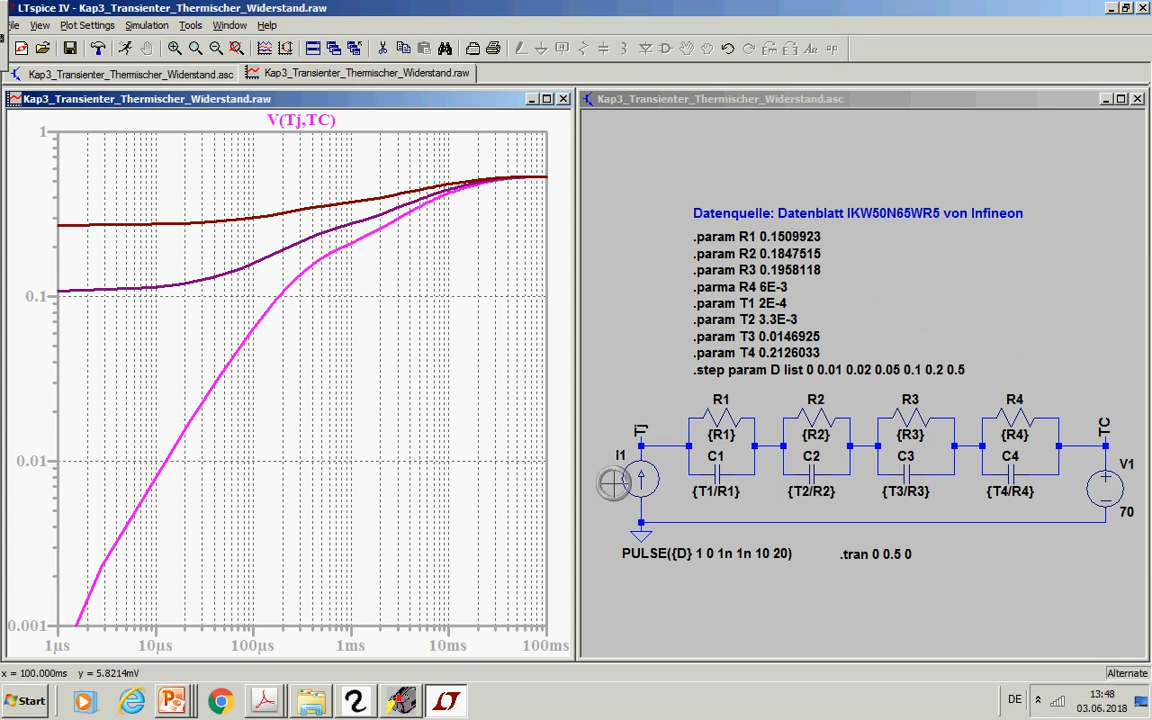 LTspice IV - Kap3_Transienter_Thermischer_Widerstand.raw
ile View Plot Settings Simulation Tools Window Help
Kap3_Transienter_Thermischer_Widerstand.asc Kap3_Transienter_Thermischer_Widerstand.raw
Kap3_Transienter_Thermischer_Widerstand.raw
V(Tj,TC)
1
0.1
0.01
0.001
1µs 10µs 100µs 1ms 10ms 100ms
Kap3_Transienter_Thermischer_Widerstand.asc
Datenquelle: Datenblatt IKW50N65WR5 von Infineon
.param R1 0.1509923
.param R2 0.1847515
.param R3 0.1958118
.parma R4 6E-3
.param T1 2E-4
.param T2 3.3E-3
.param T3 0.0146925
.param T4 0.2126033
.step param D list 0 0.01 0.02 0.05 0.1 0.2 0.5
R1 R2 R3 R4
Tj {R1} {R2} {R3} {R4} TC
I1 C1 C2 C3 C4 V1
{T1/R1} {T2/R2} {T3/R3} {T4/R4}
70
PULSE({D} 1 0 1n 1n 10 20) .tran 0 0.5 0
x = 100.000ms y = 5.8214mV Alternate
Start DE 13:48
03.06.2018